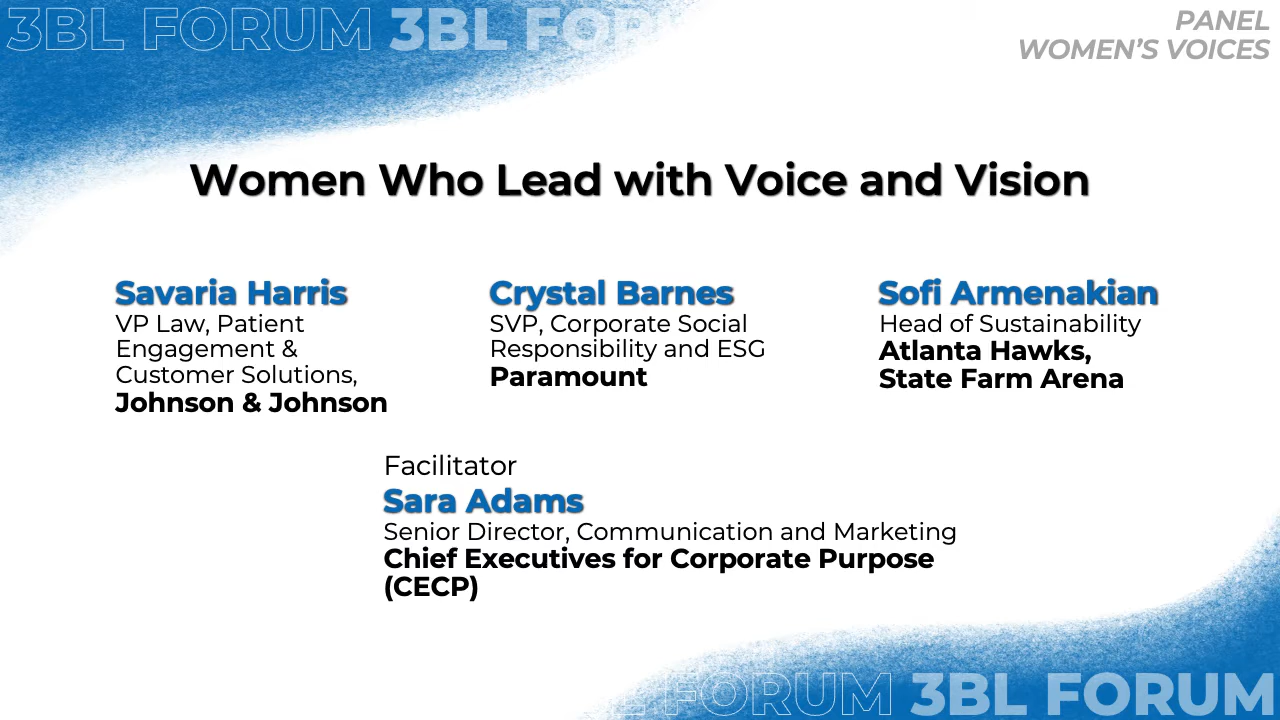 3BL FORUM 3BL FOR
PANEL
WOMEN'S VOICES
Women Who Lead with Voice and Vision
Savaria Harris
VP Law, Patient
Engagement &
Customer Solutions,
Johnson & Johnson
Crystal Barnes
SVP, Corporate Social
Responsibility and ESG
Paramount
Sofi Armenakian
Head of Sustainability
Atlanta Hawks,
State Farm Arena
Facilitator
Sara Adams
Senior Director, Communication and Marketing
Chief Executives for Corporate Purpose
(CECP)
FORUM 3BL FORUM